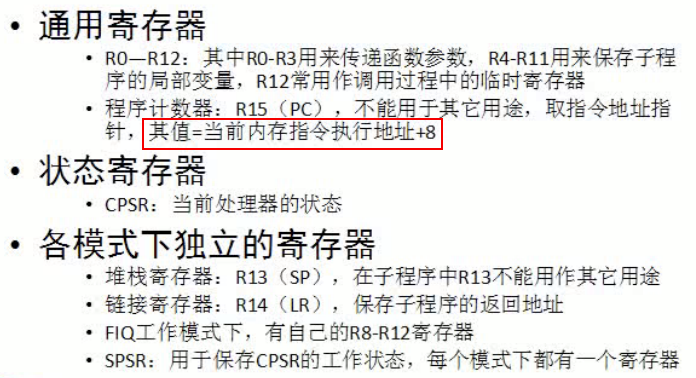 • 通用寄存器
• R0—R12：其中R0-R3用来传递函数参数，R4-R11用来保存子程
序的局部变量，R12常用作调用过程中的临时寄存器
• 程序计数器：R15（PC），不能用于其它用途，取指令地址指
针，其值=当前内存指令执行地址+8
• 状态寄存器
• CPSR：当前处理器的状态
• 各模式下独立的寄存器
• 堆栈寄存器：R13（SP），在子程序中R13不能用作其它用途
• 链接寄存器：R14（LR），保存子程序的返回地址
• FIQ工作模式下，有自己的R8-R12寄存器
• SPSR：用于保存CPSR的工作状态，每个模式下都有一个寄存器